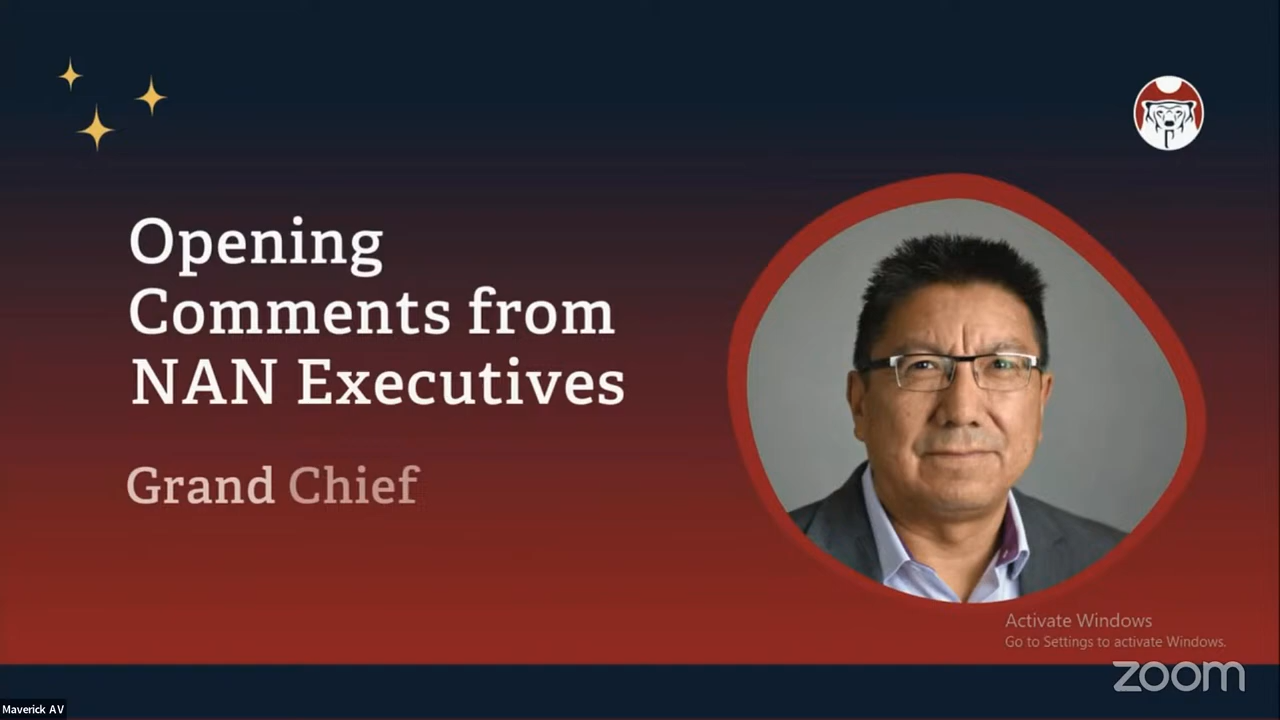 Opening
Comments from
NAN Executives
Grand Chief
Activate Windows
Go to Settings to activate Windows.
zoom
Maverick AV